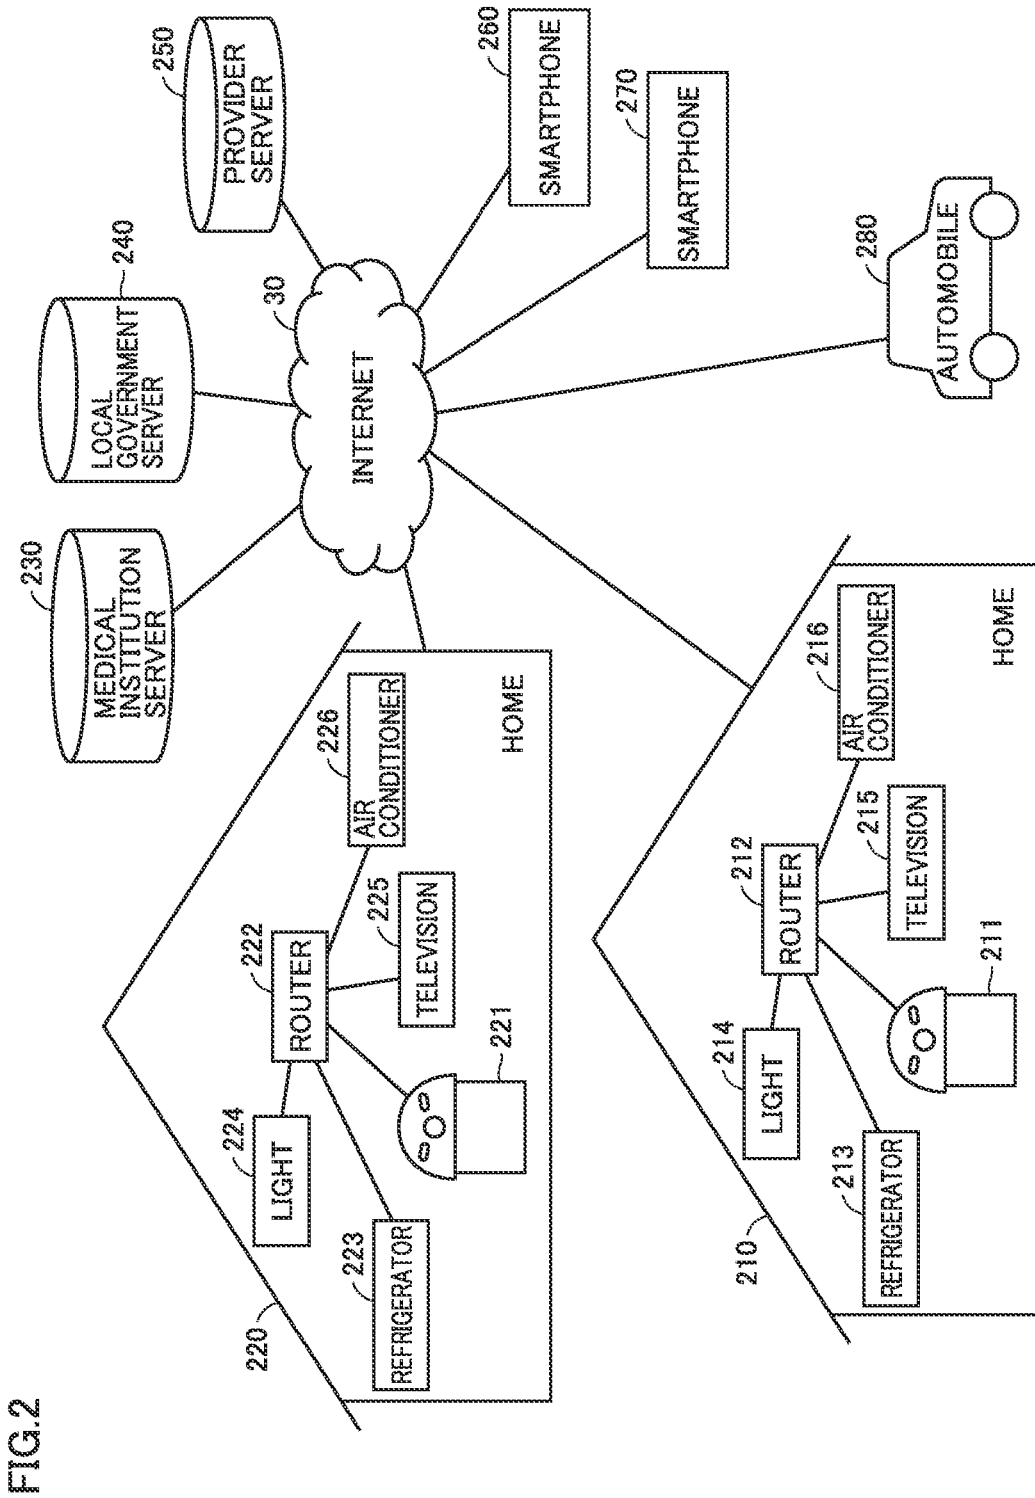 FIG.2
230
MEDICAL
INSTITUTION
SERVER
240
LOCAL
GOVERNMENT
SERVER
250
PROVIDER
SERVER
30
INTERNET
260
SMARTPHONE
270
SMARTPHONE
280
AUTOMOBILE
220
224
LIGHT
222
ROUTER
226
AIR
CONDITIONER
223
REFRIGERATOR
221
225
TELEVISION
HOME
210
214
LIGHT
212
ROUTER
216
AIR
CONDITIONER
213
REFRIGERATOR
211
215
TELEVISION
HOME